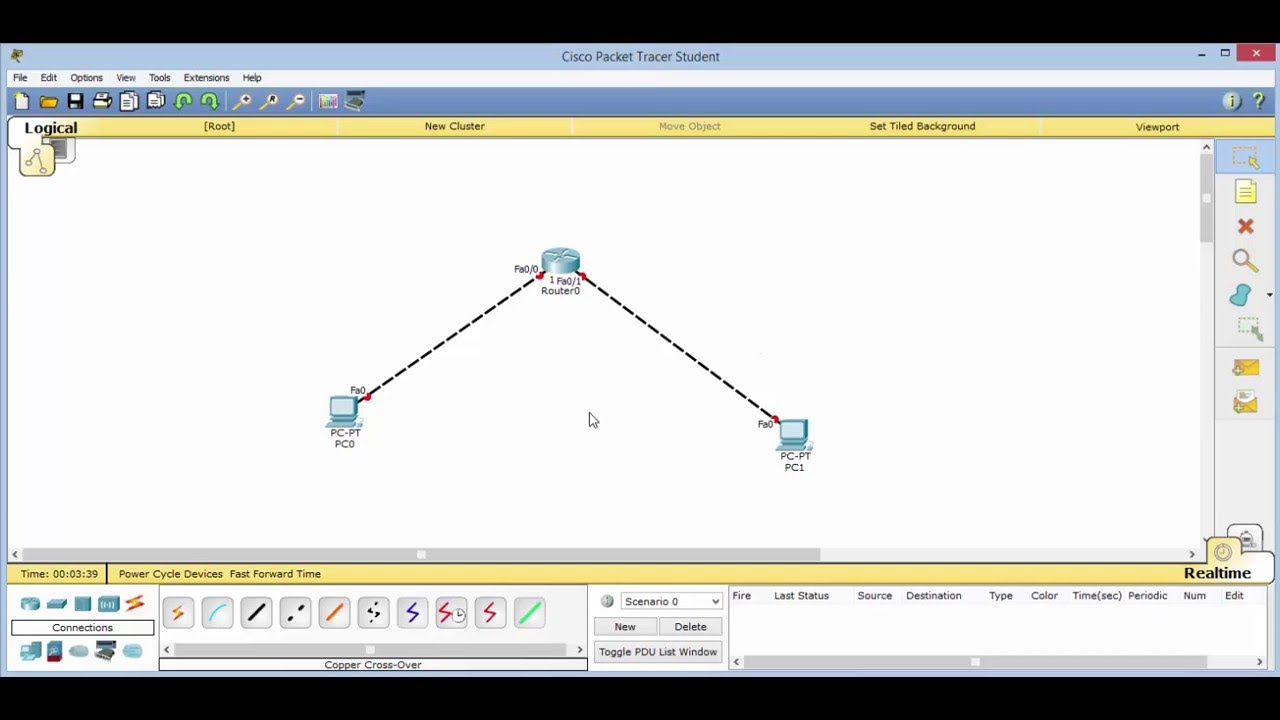 Cisco Packet Tracer Student
File Edit Options View Tools Extensions Help
Logical [Root] New Cluster Move Object Set Tiled Background Viewport
Fa0/0
1 Fa0/1
Router0
Fa0
PC-PT
PC0
Fa0
PC-PT
PC1
Realtime
Time: 00:03:39 Power Cycle Devices Fast Forward Time
Connections
Copper Cross-Over
Scenario 0
New Delete
Toggle PDU List Window
Fire Last Status Source Destination Type Color Time(sec) Periodic Num Edit